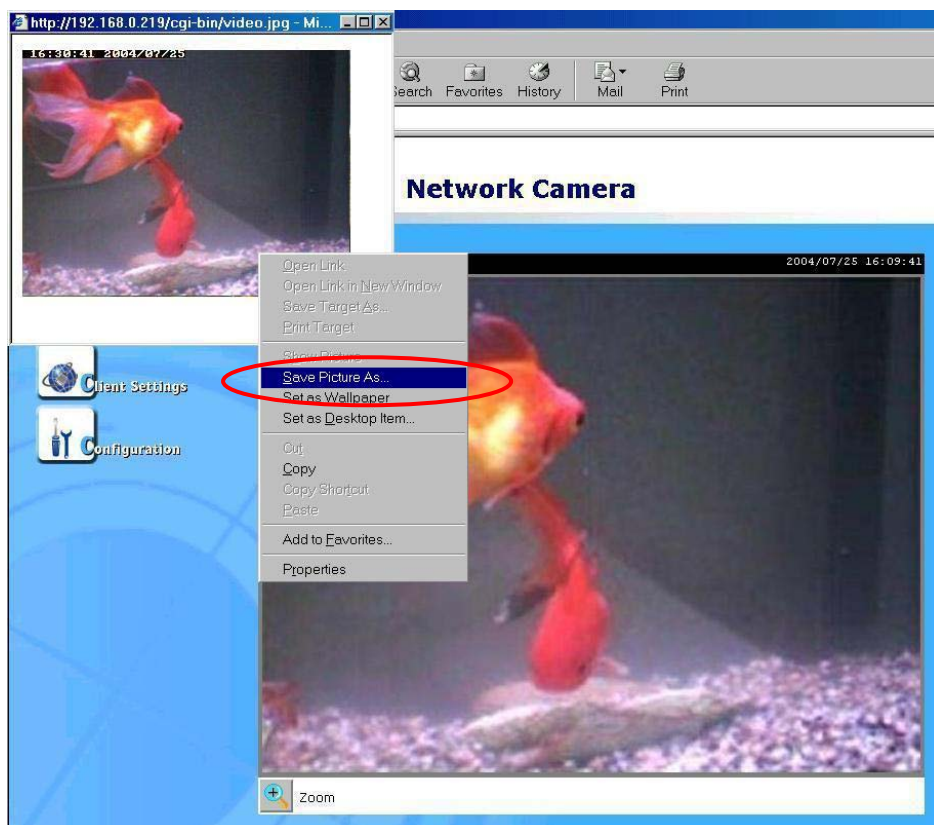 http://192.168.0.219/cgi-bin/video.jpg - Mi...
16:30:41 2004/07/25
Search Favorites History Mail Print
Network Camera
2004/07/25 16:09:41
Open Link
Open Link in New Window
Save Target As...
Print Target
Show Picture
Save Picture As...
Set as Wallpaper
Set as Desktop Item...
Cut
Copy
Copy Shortcut
Paste
Add to Favorites...
Properties
Client Settings
Configuration
Zoom